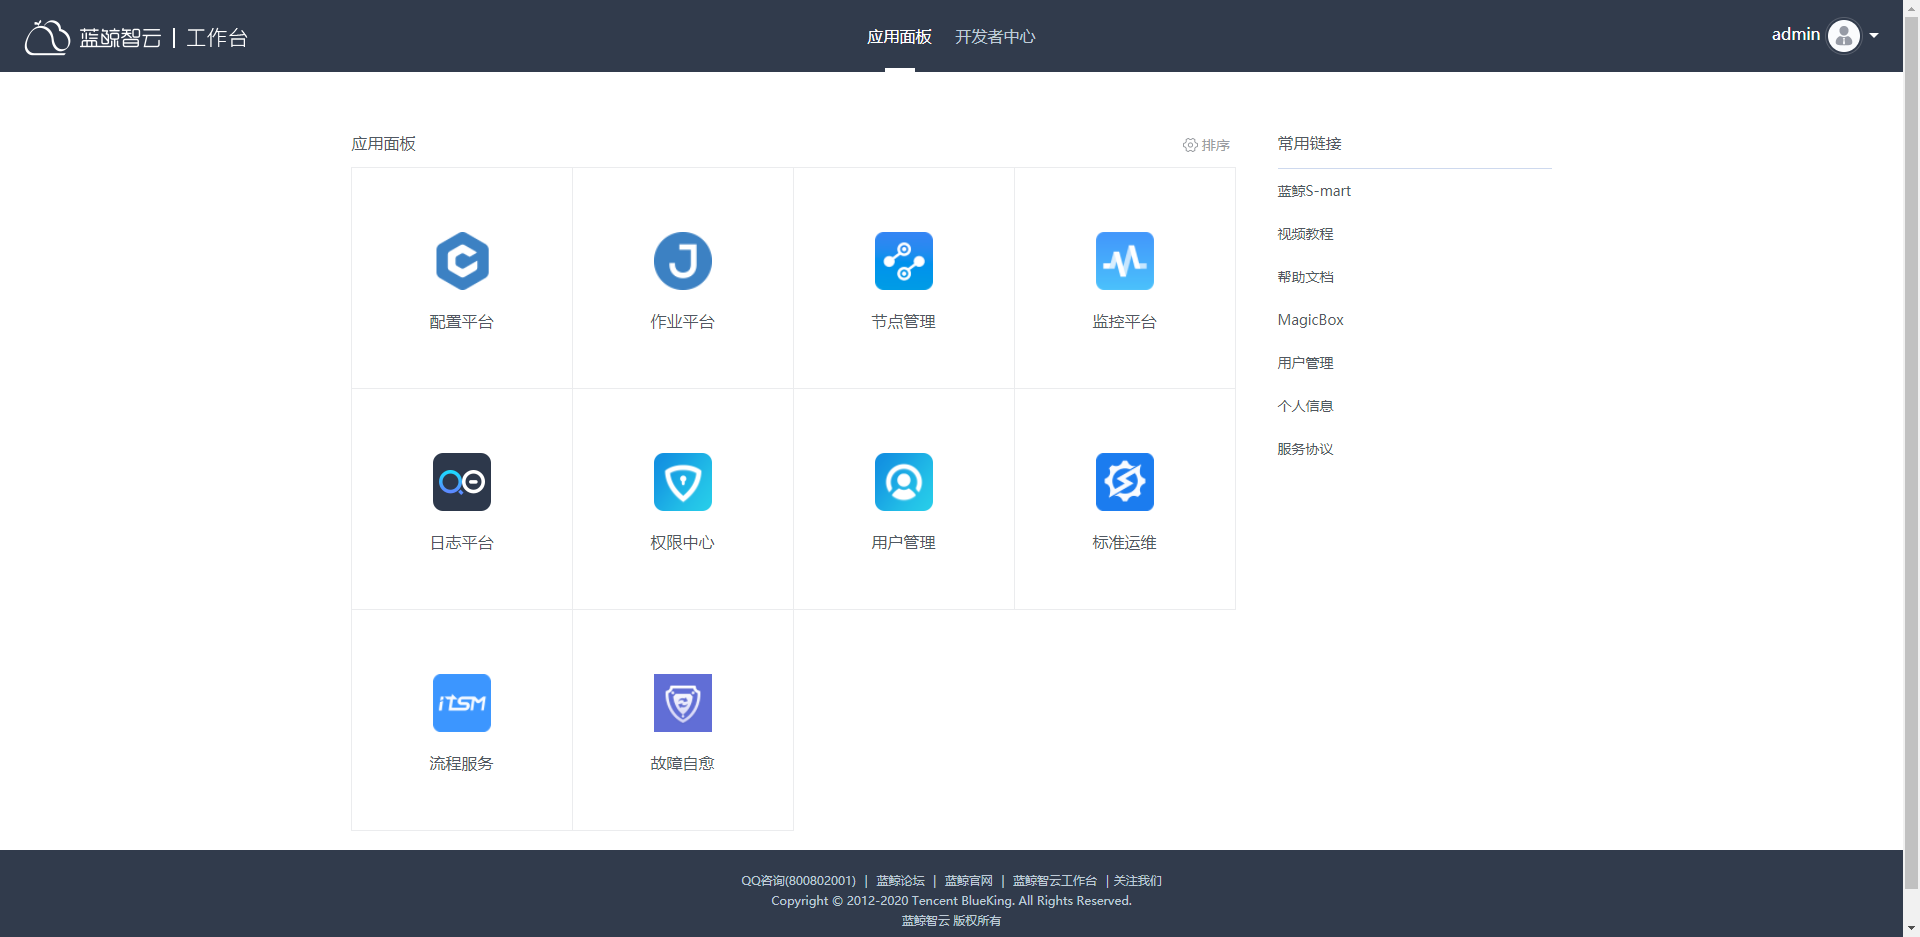 蓝鲸智云 | 工作台
应用面板 开发者中心
admin
应用面板
排序
配置平台 作业平台 节点管理 监控平台
日志平台 权限中心 用户管理 标准运维
iTSM
流程服务 故障自愈
常用链接
蓝鲸S-mart
视频教程
帮助文档
MagicBox
用户管理
个人信息
服务协议
QQ咨询(800802001) | 蓝鲸论坛 | 蓝鲸官网 | 蓝鲸智云工作台 | 关注我们
Copyright © 2012-2020 Tencent BlueKing. All Rights Reserved.
蓝鲸智云 版权所有